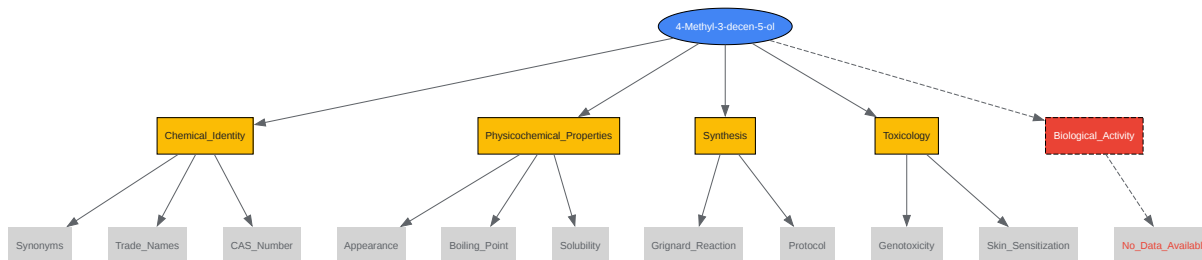 4-Methyl-3-decen-5-ol
Chemical_Identity
Physicochemical_Properties
Synthesis
Toxicology
Biological_Activity
Synonyms
Trade_Names
CAS_Number
Appearance
Boiling_Point
Solubility
Grignard_Reaction
Protocol
Genotoxicity
Skin_Sensitization
No_Data_Availabl